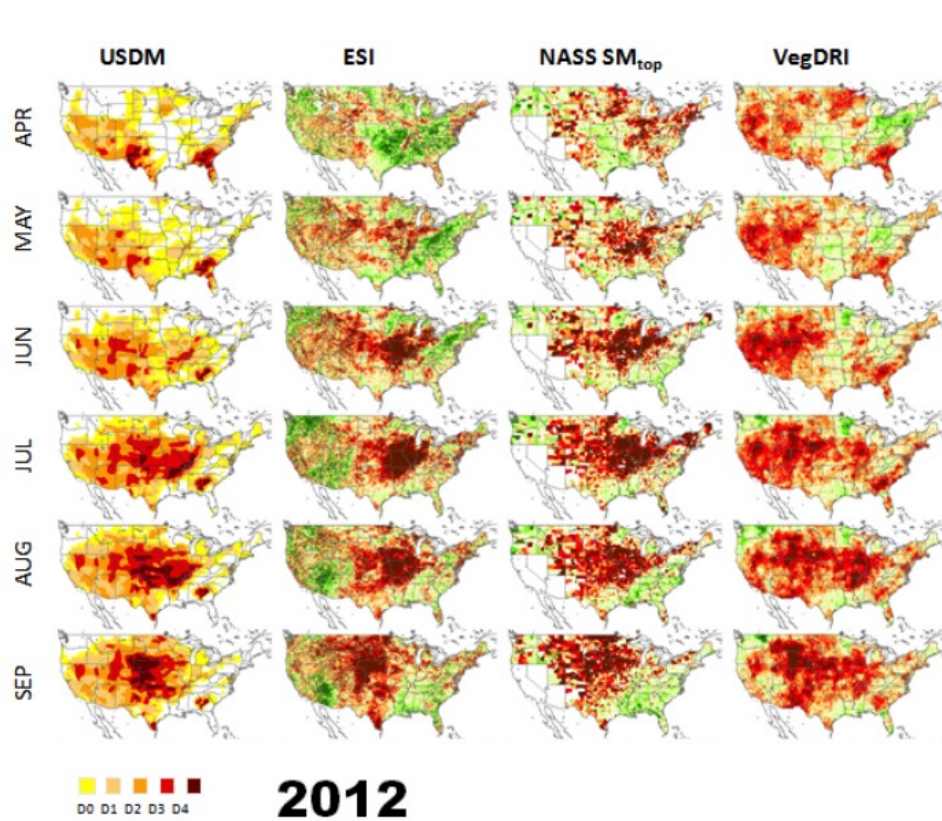 USDM ESI NASS SMtop VegDRI
APR
MAY
JUN
JUL
AUG
SEP
D0 D1 D2 D3 D4
2012